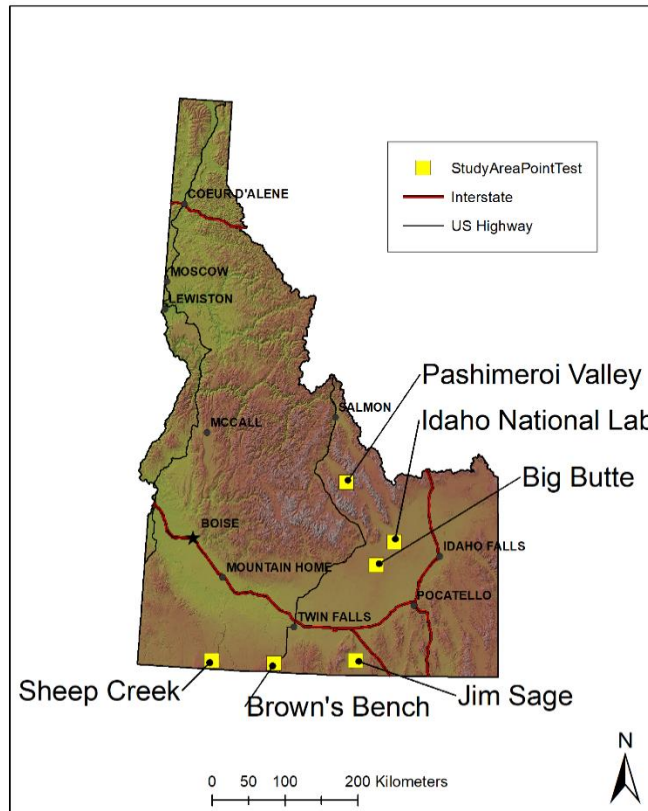 COEUR D'ALENE
StudyAreaPointTest
Interstate
US Highway
MOSCOW
LEWISTON
Pashimeroi Valley
SALMON
Idaho National Lab
MCCALL
Big Butte
BOISE
IDAHO FALLS
MOUNTAIN HOME
POCATELLO
TWIN FALLS
Sheep Creek
Brown's Bench
Jim Sage
N
0 50 100 200 Kilometers